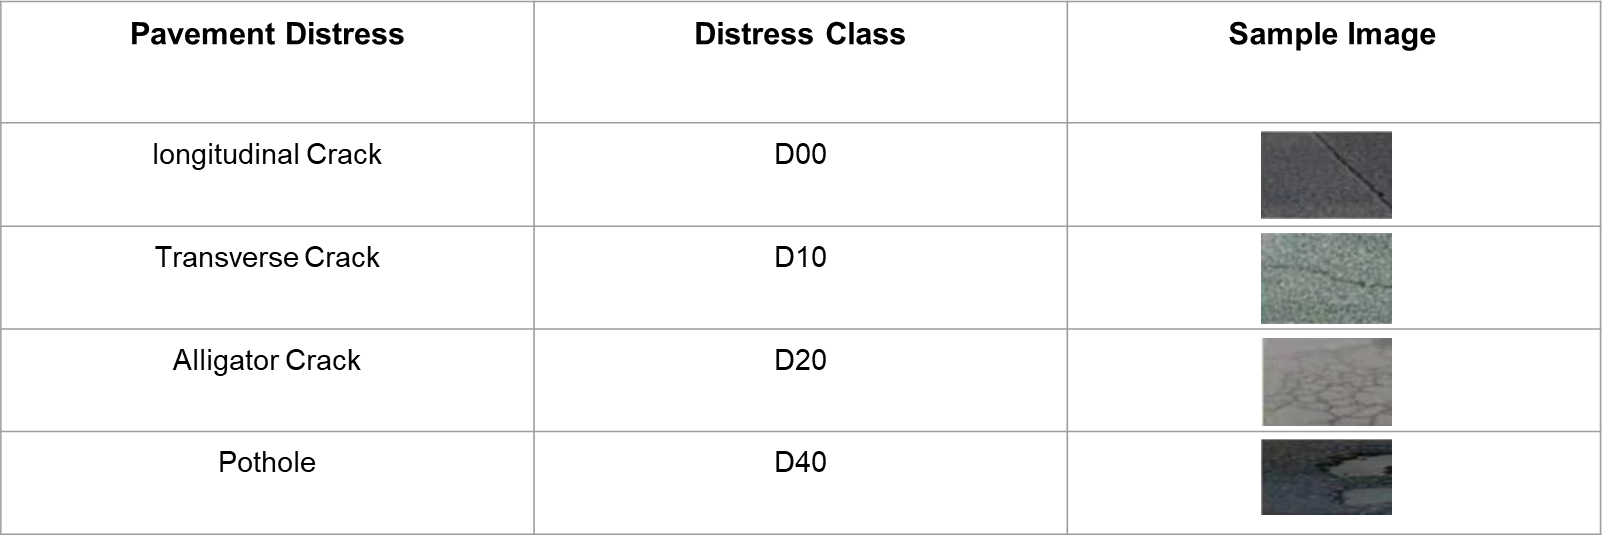 Pavement Distress Distress Class Sample Image
longitudinal Crack D00
Transverse Crack D10
Alligator Crack D20
Pothole D40